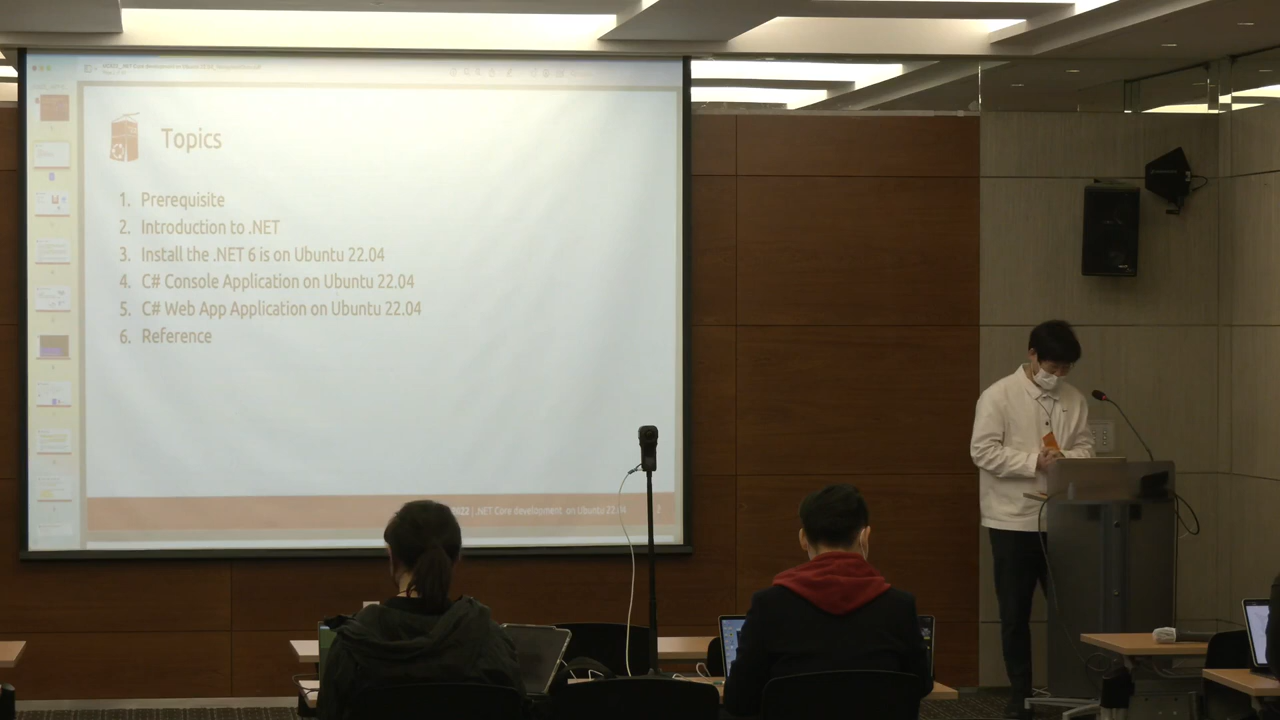 Topics
1. Prerequisite
2. Introduction to .NET
3. Install the .NET 6 is on Ubuntu 22.04
4. C# Console Application on Ubuntu 22.04
5. C# Web App Application on Ubuntu 22.04
6. Reference
| .NET Core development on Ubuntu 22.04